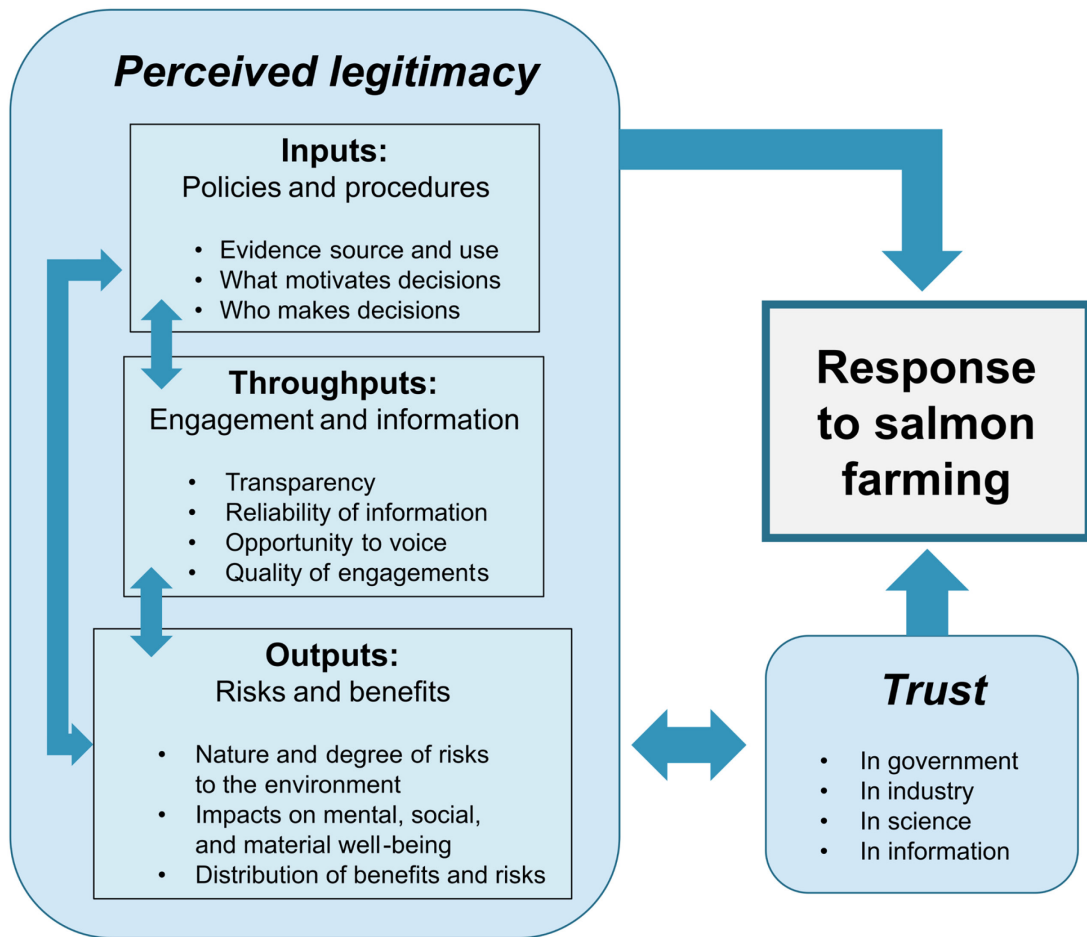 Perceived legitimacy
Inputs:
Policies and procedures
• Evidence source and use
• What motivates decisions
• Who makes decisions
Throughputs:
Engagement and information
• Transparency
• Reliability of information
• Opportunity to voice
• Quality of engagements
Outputs:
Risks and benefits
• Nature and degree of risks
to the environment
• Impacts on mental, social,
and material well-being
• Distribution of benefits and risks
Response
to salmon
farming
Trust
• In government
• In industry
• In science
• In information